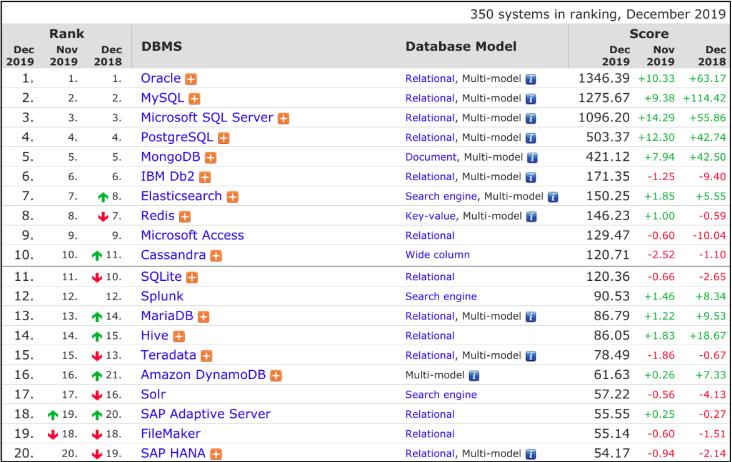 350 systems in ranking, December 2019
Rank DBMS Database Model Score
Dec 2019 Nov 2019 Dec 2018 Dec 2019 Nov 2019 Dec 2018
1. 1. 1. Oracle Relational, Multi-model 1346.39 +10.33 +63.17
2. 2. 2. MySQL Relational, Multi-model 1275.67 +9.38 +114.42
3. 3. 3. Microsoft SQL Server Relational, Multi-model 1096.20 +14.29 +55.86
4. 4. 4. PostgreSQL Relational, Multi-model 503.37 +12.30 +42.74
5. 5. 5. MongoDB Document, Multi-model 421.12 +7.94 +42.50
6. 6. 6. IBM Db2 Relational, Multi-model 171.35 -1.25 -9.40
7. 7. 8. Elasticsearch Search engine, Multi-model 150.25 +1.85 +5.55
8. 8. 7. Redis Key-value, Multi-model 146.23 +1.00 -0.59
9. 9. 9. Microsoft Access Relational 129.47 -0.60 -10.04
10. 10. 11. Cassandra Wide column 120.71 -2.52 -1.10
11. 11. 10. SQLite Relational 120.36 -0.66 -2.65
12. 12. 12. Splunk Search engine 90.53 +1.46 +8.34
13. 13. 14. MariaDB Relational, Multi-model 86.79 +1.22 +9.53
14. 14. 15. Hive Relational 86.05 +1.83 +18.67
15. 15. 13. Teradata Relational, Multi-model 78.49 -1.86 -0.67
16. 16. 21. Amazon DynamoDB Multi-model 61.63 +0.26 +7.33
17. 17. 16. Solr Search engine 57.22 -0.56 -4.13
18. 19. 20. SAP Adaptive Server Relational 55.55 +0.25 -0.27
19. 18. 18. FileMaker Relational 55.14 -0.60 -1.51
20. 20. 19. SAP HANA Relational, Multi-model 54.17 -0.94 -2.14